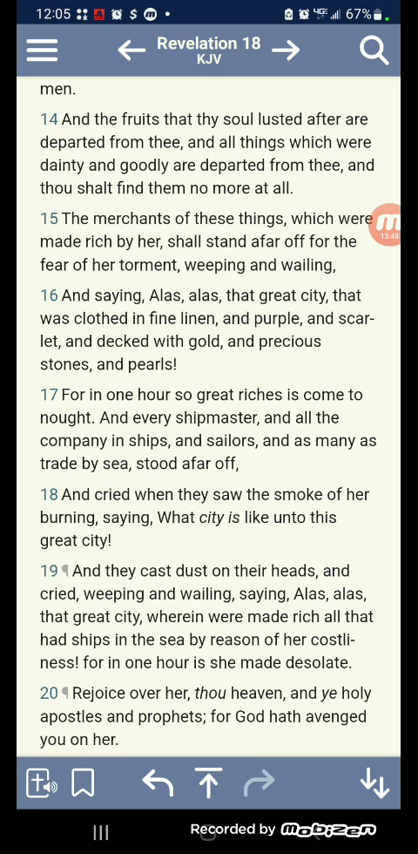 12:05 $ m • 4G 67%
Revelation 18
KJV
men.
14 And the fruits that thy soul lusted after are
departed from thee, and all things which were
dainty and goodly are departed from thee, and
thou shalt find them no more at all.
15 The merchants of these things, which were
made rich by her, shall stand afar off for the
m
13:48
fear of her torment, weeping and wailing,
16 And saying, Alas, alas, that great city, that
was clothed in fine linen, and purple, and scar-
let, and decked with gold, and precious
stones, and pearls!
17 For in one hour so great riches is come to
nought. And every shipmaster, and all the
company in ships, and sailors, and as many as
trade by sea, stood afar off,
18 And cried when they saw the smoke of her
burning, saying, What city is like unto this
great city!
19 ¶ And they cast dust on their heads, and
cried, weeping and wailing, saying, Alas, alas,
that great city, wherein were made rich all that
had ships in the sea by reason of her costli-
ness! for in one hour is she made desolate.
20 ¶ Rejoice over her, thou heaven, and ye holy
apostles and prophets; for God hath avenged
you on her.
Recorded by mobizen